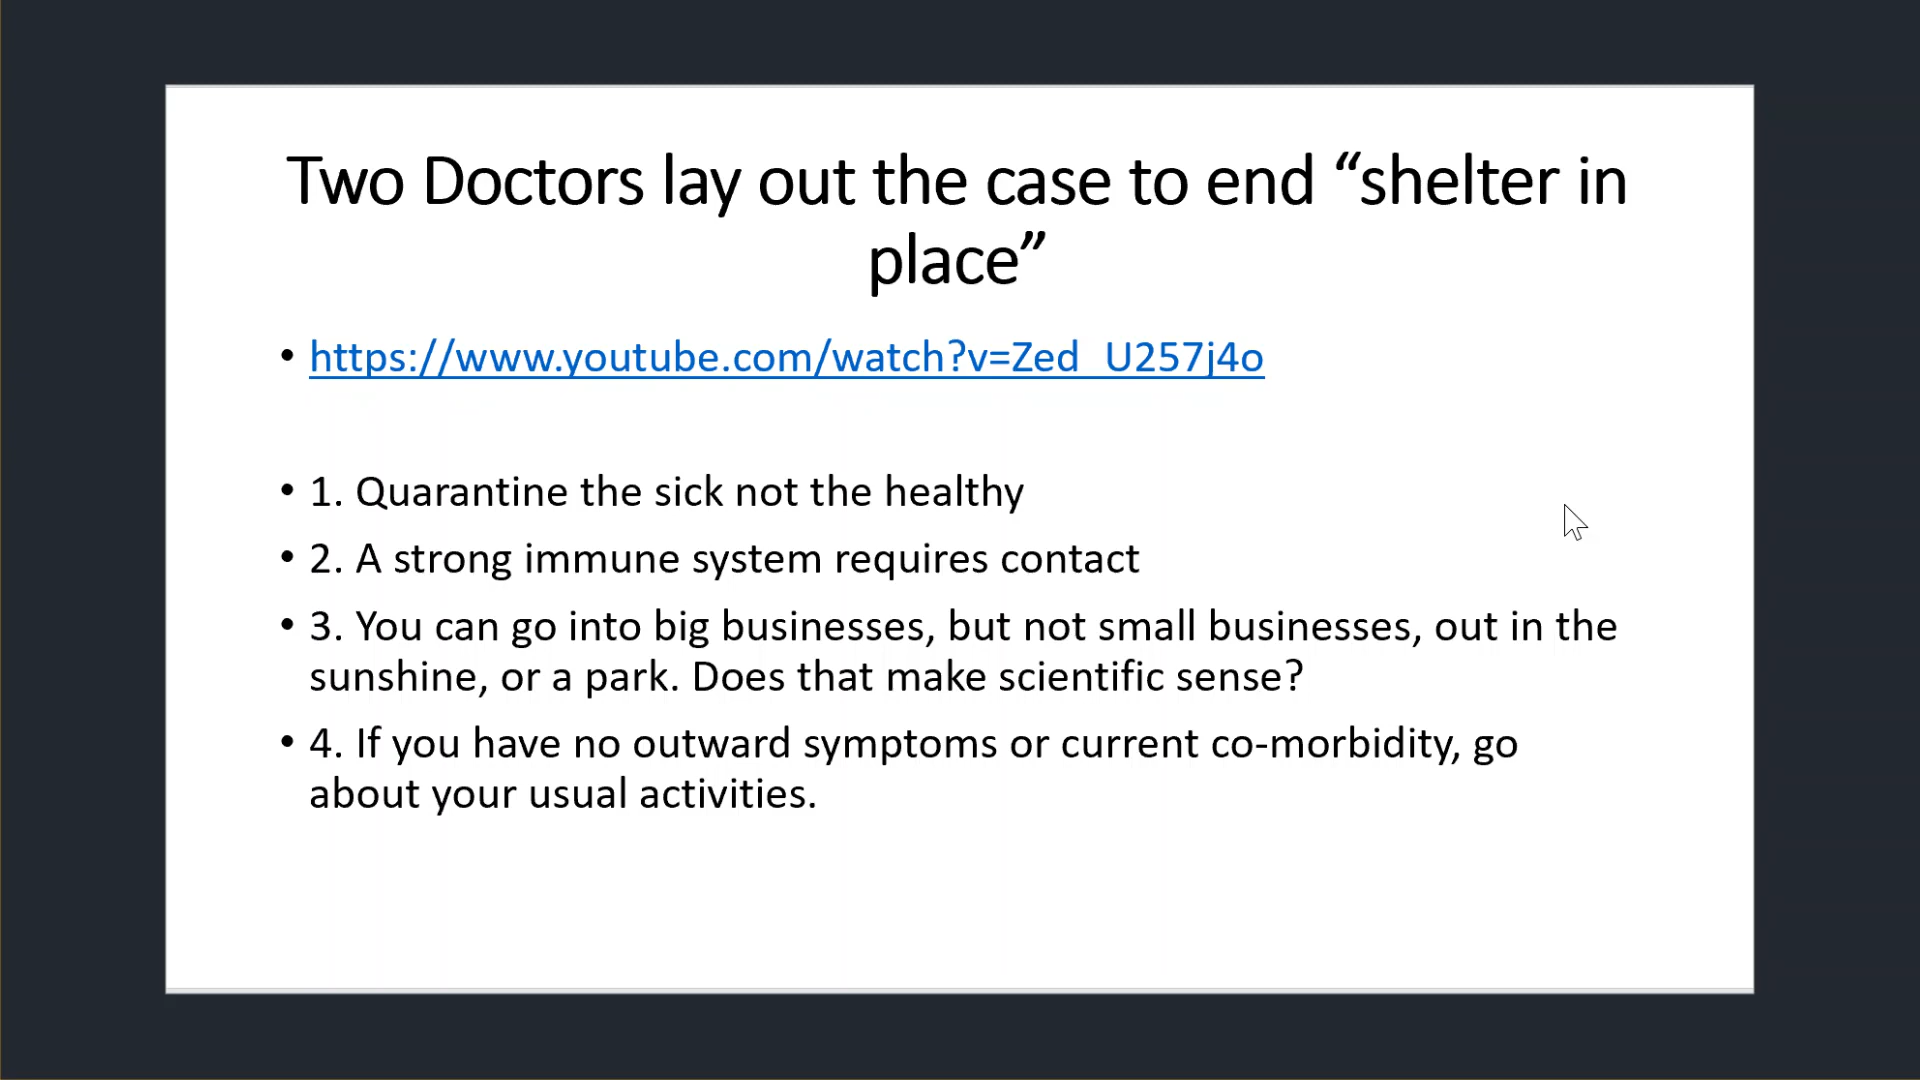 Two Doctors lay out the case to end “shelter in
place”
• https://www.youtube.com/watch?v=Zed_U257j4o
• 1. Quarantine the sick not the healthy
• 2. A strong immune system requires contact
• 3. You can go into big businesses, but not small businesses, out in the
sunshine, or a park. Does that make scientific sense?
• 4. If you have no outward symptoms or current co-morbidity, go
about your usual activities.